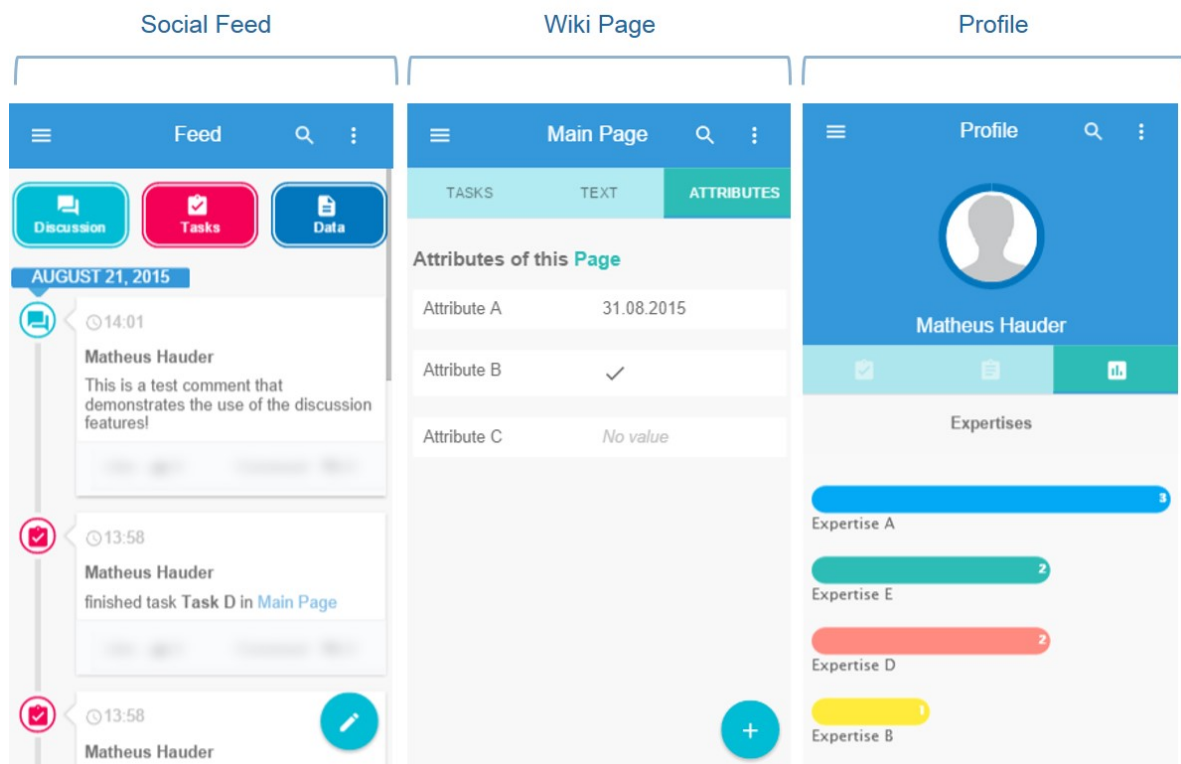 Social Feed
Wiki Page
Profile
Feed
Discussion
Tasks
Data
AUGUST 21, 2015
14:01
Matheus Hauder
This is a test comment that
demonstrates the use of the discussion
features!
13:58
Matheus Hauder
finished task Task D in Main Page
13:58
Matheus Hauder
Main Page
TASKS TEXT ATTRIBUTES
Attributes of this Page
Attribute A 31.08.2015
Attribute B
Attribute C No value
Profile
Matheus Hauder
Expertises
3
Expertise A
2
Expertise E
2
Expertise D
1
Expertise B